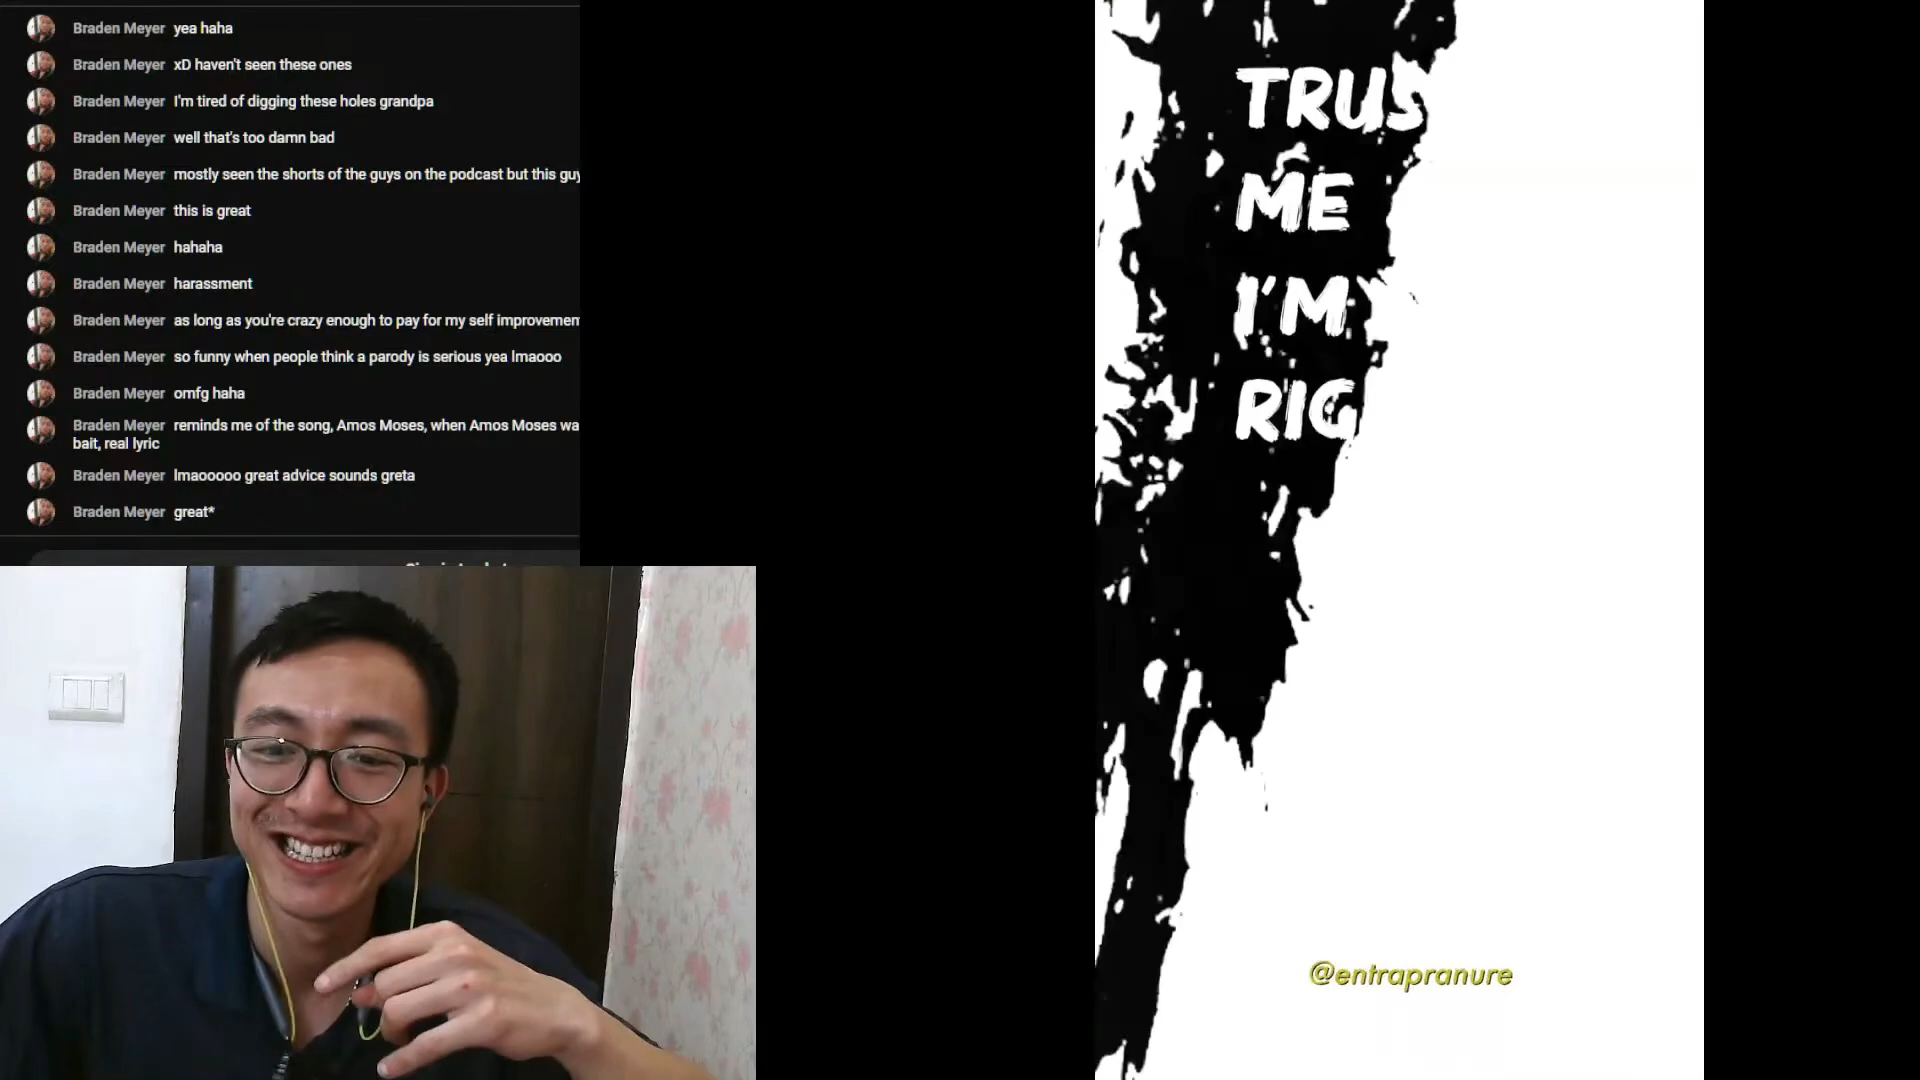 Braden Meyer yea haha
Braden Meyer xD haven't seen these ones
Braden Meyer I'm tired of digging these holes grandpa
Braden Meyer well that's too damn bad
Braden Meyer mostly seen the shorts of the guys on the podcast but this guy
Braden Meyer this is great
Braden Meyer hahaha
Braden Meyer harassment
Braden Meyer as long as you're crazy enough to pay for my self improvemen
Braden Meyer so funny when people think a parody is serious yea lmaooo
Braden Meyer omfg haha
Braden Meyer reminds me of the song, Amos Moses, when Amos Moses wa
bait, real lyric
Braden Meyer lmaooooo great advice sounds greta
Braden Meyer great*
TRUS
ME
I'M
RIG
@entrapranure